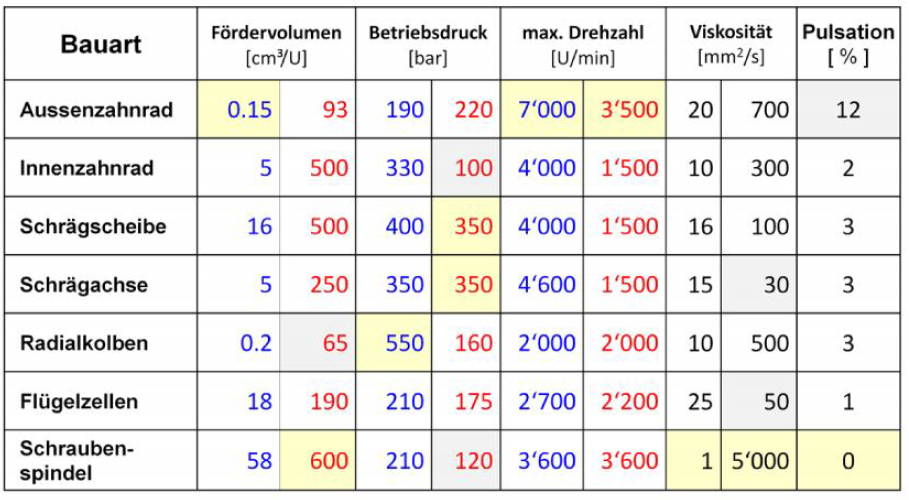 Bauart Fördervolumen [cm³/U] Betriebsdruck [bar] max. Drehzahl [U/min] Viskosität [mm²/s] Pulsation [ % ]
Aussenzahnrad 0.15 93 190 220 7‘000 3‘500 20 700 12
Innenzahnrad 5 500 330 100 4‘000 1‘500 10 300 2
Schrägscheibe 16 500 400 350 4‘000 1‘500 16 100 3
Schrägachse 5 250 350 350 4‘600 1‘500 15 30 3
Radialkolben 0.2 65 550 160 2‘000 2‘000 10 500 3
Flügelzellen 18 190 210 175 2‘700 2‘200 25 50 1
Schrauben-
spindel 58 600 210 120 3‘600 3‘600 1 5‘000 0